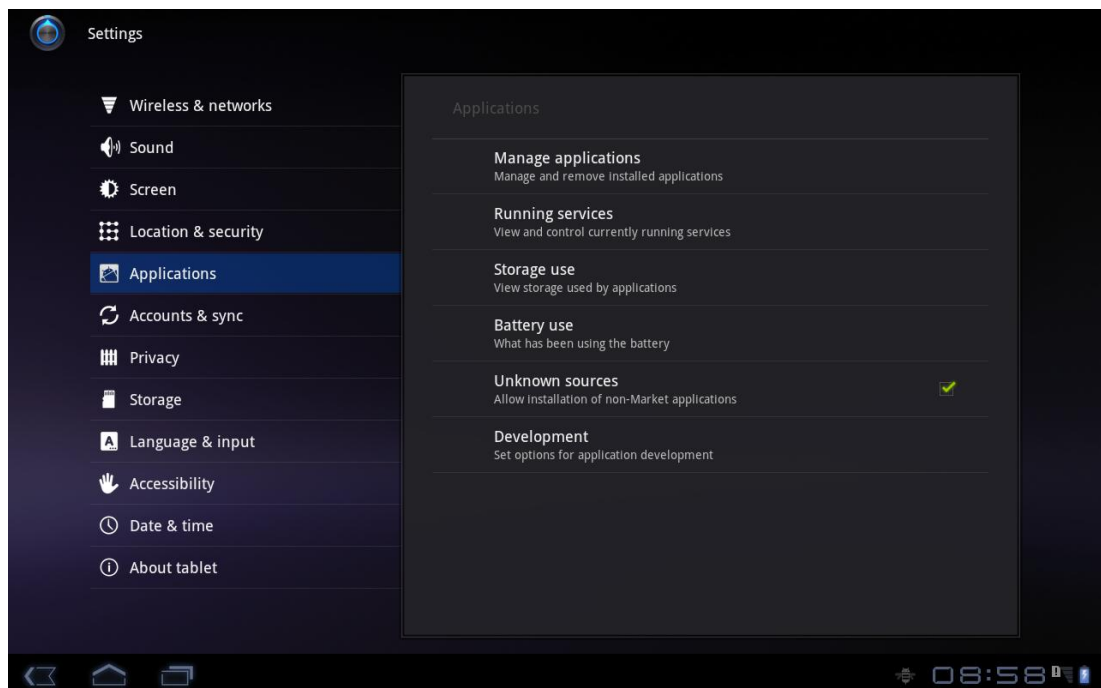 Settings
Wireless & networks
Sound
Screen
Location & security
Applications
Accounts & sync
Privacy
Storage
Language & input
Accessibility
Date & time
About tablet
Applications
Manage applications
Manage and remove installed applications
Running services
View and control currently running services
Storage use
View storage used by applications
Battery use
What has been using the battery
Unknown sources
Allow installation of non-Market applications
Development
Set options for application development
08:58